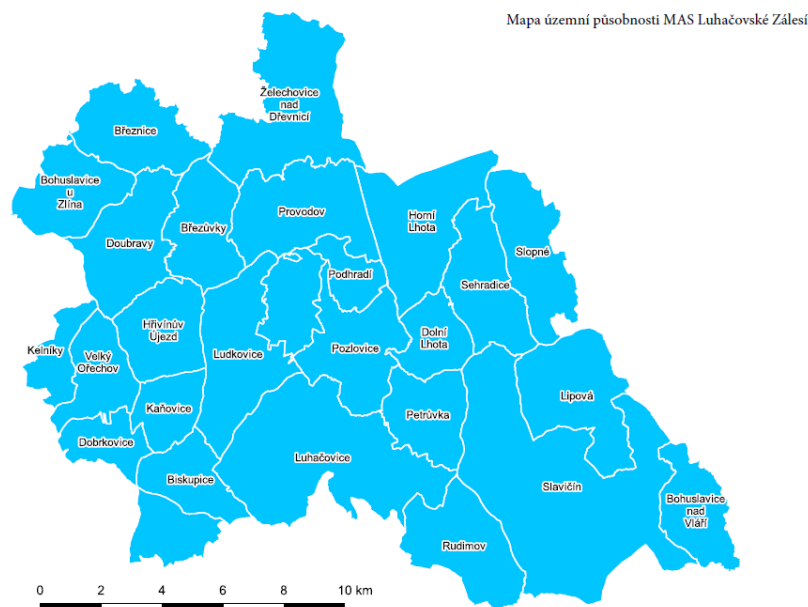 Mapa územní působnosti MAS Luhačovské Zálesí
Želechovice
nad
Dřevnicí
Březnice
Bohuslavice
u
Zlína
Provodov
Březůvky
Horní
Lhota
Doubravy
Slopné
Podhradí
Sehradice
Hřivínův
Újezd
Dolní
Lhota
Kelníky
Velký
Ořechov
Ludkovice
Pozlovice
Lipová
Kaňovice
Petrůvka
Dobrkovice
Luhačovice
Biskupice
Slavičín
Bohuslavice
nad
Vláří
Rudimov
0 2 4 6 8 10 km